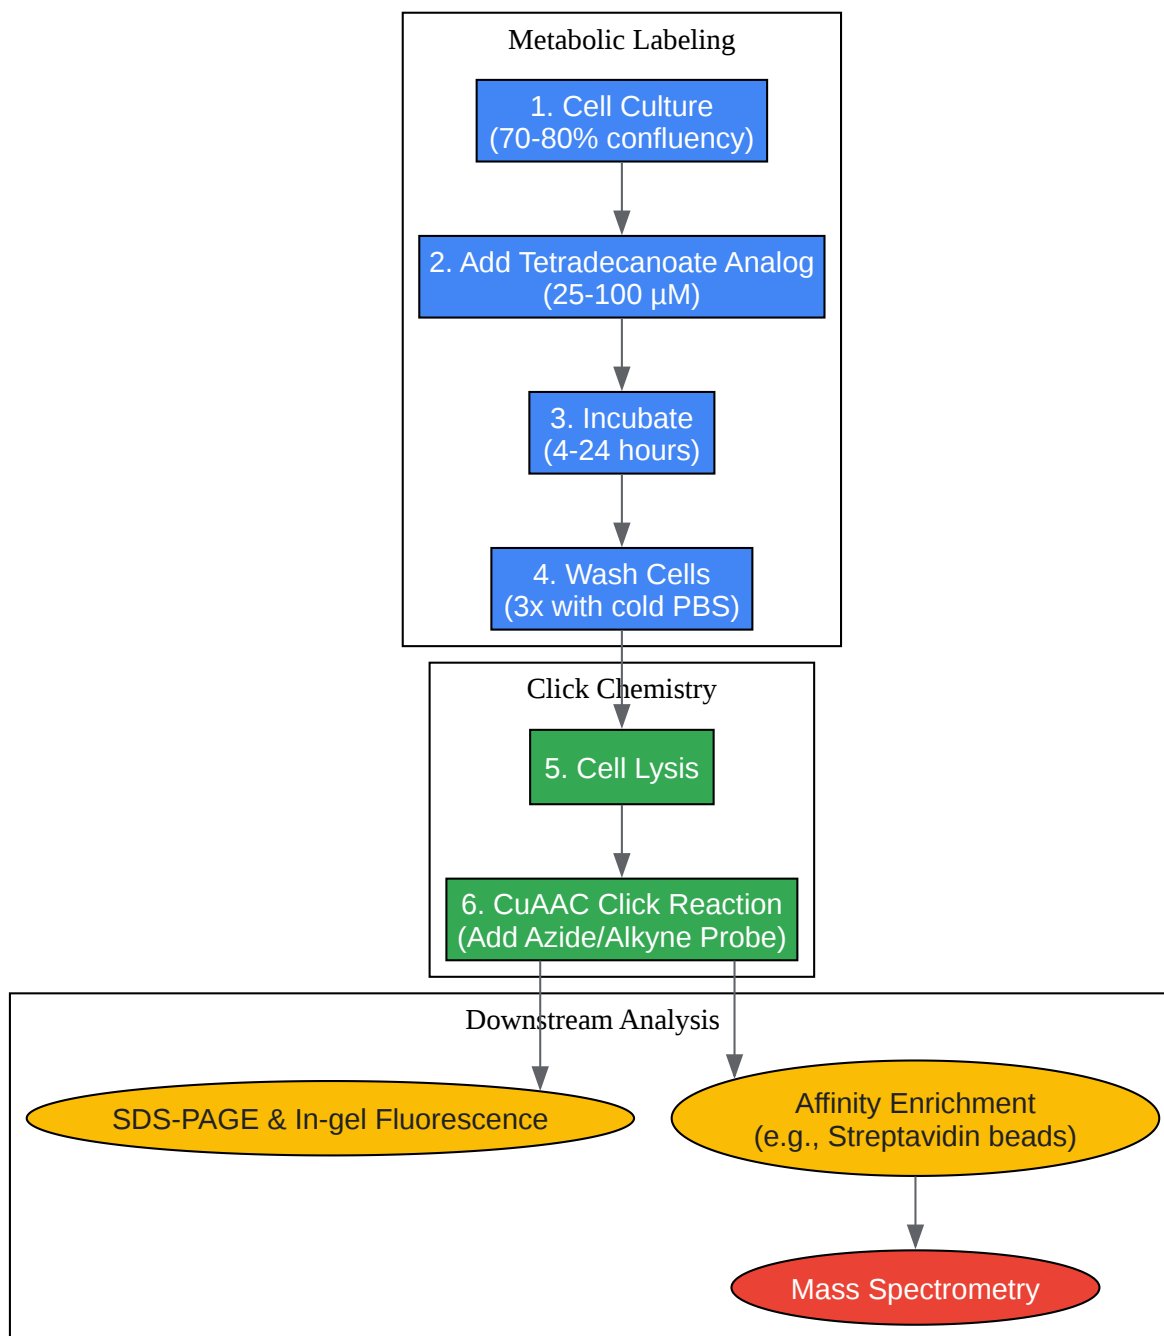 Metabolic Labeling
1. Cell Culture
(70-80% confluency)
2. Add Tetradecanoate Analog
(25-100 µM)
3. Incubate
(4-24 hours)
4. Wash Cells
(3x with cold PBS)
Click Chemistry
5. Cell Lysis
6. CuAAC Click Reaction
(Add Azide/Alkyne Probe)
Downstream Analysis
SDS-PAGE & In-gel Fluorescence
Affinity Enrichment
(e.g., Streptavidin beads)
Mass Spectrometry